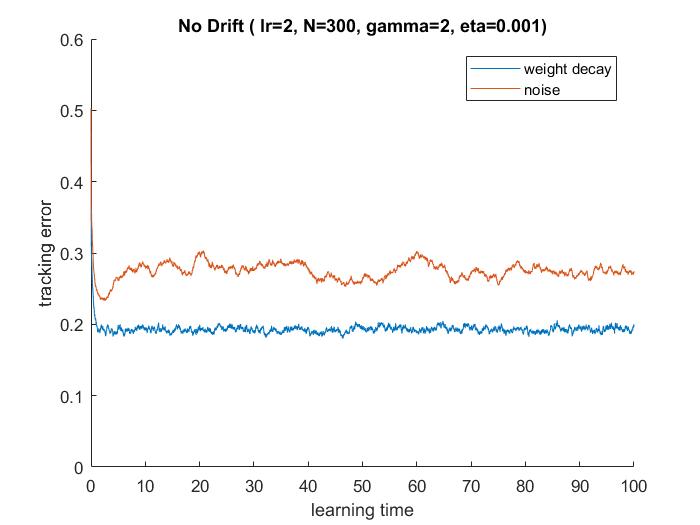 No Drift ( lr=2, N=300, gamma=2, eta=0.001)
weight decay
noise
tracking error
0.6
0.5
0.4
0.3
0.2
0.1
0
0 10 20 30 40 50 60 70 80 90 100
learning time